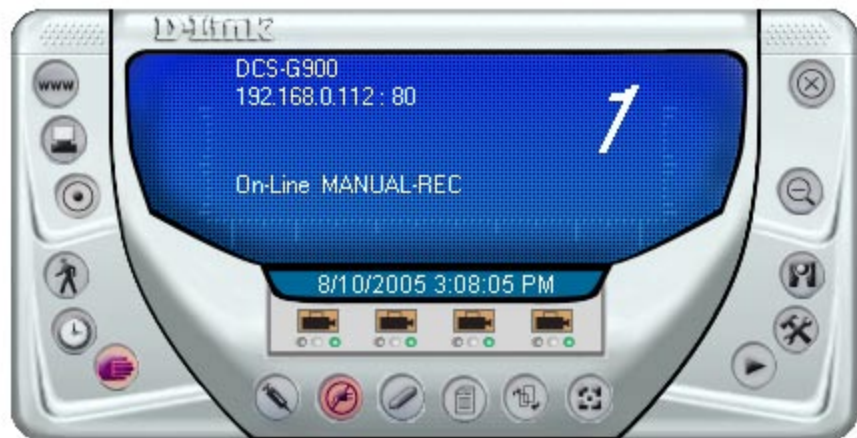 D-Link
www
DCS-G900
192.168.0.112 : 80
1
On-Line MANUAL-REC
8/10/2005 3:08:05 PM